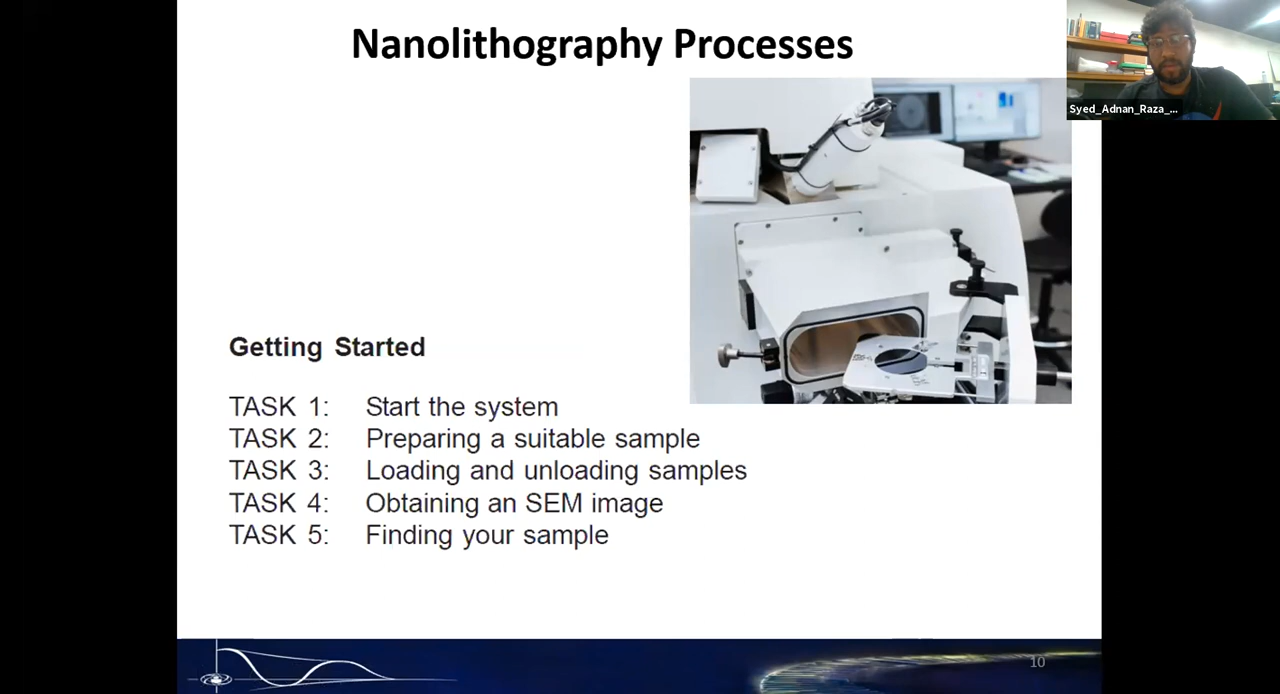 Nanolithography Processes
Syed_Adnan_Raza_...
Getting Started
TASK 1: Start the system
TASK 2: Preparing a suitable sample
TASK 3: Loading and unloading samples
TASK 4: Obtaining an SEM image
TASK 5: Finding your sample
10